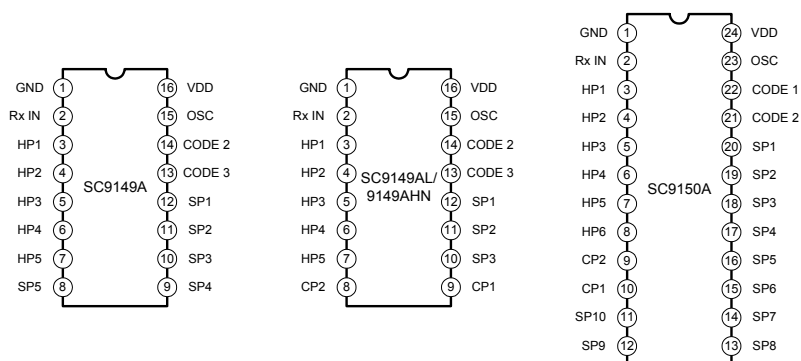 GND 1 16 VDD
Rx IN 2 15 OSC
HP1 3 14 CODE 2
HP2 4 13 CODE 3
SC9149A
HP3 5 12 SP1
HP4 6 11 SP2
HP5 7 10 SP3
SP5 8 9 SP4
GND 1 16 VDD
Rx IN 2 15 OSC
HP1 3 14 CODE 2
HP2 4 13 CODE 3
SC9149AL/
9149AHN
HP3 5 12 SP1
HP4 6 11 SP2
HP5 7 10 SP3
CP2 8 9 CP1
GND 1 24 VDD
Rx IN 2 23 OSC
HP1 3 22 CODE 1
HP2 4 21 CODE 2
HP3 5 20 SP1
HP4 6 19 SP2
SC9150A
HP5 7 18 SP3
HP6 8 17 SP4
CP2 9 16 SP5
CP1 10 15 SP6
SP10 11 14 SP7
SP9 12 13 SP8